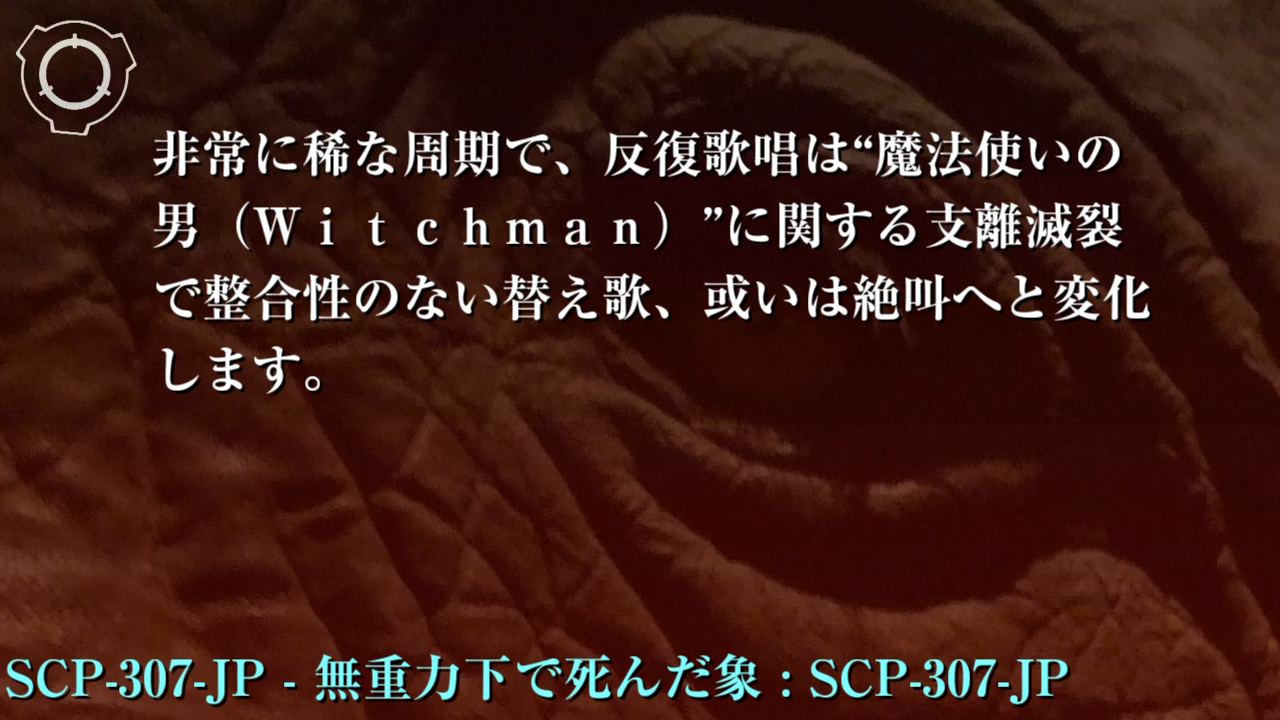 非常に稀な周期で、反復歌唱は“魔法使いの
男（Ｗｉｔｃｈｍａｎ）”に関する支離滅裂
で整合性のない替え歌、或いは絶叫へと変化
します。
SCP-307-JP - 無重力下で死んだ象 : SCP-307-JP